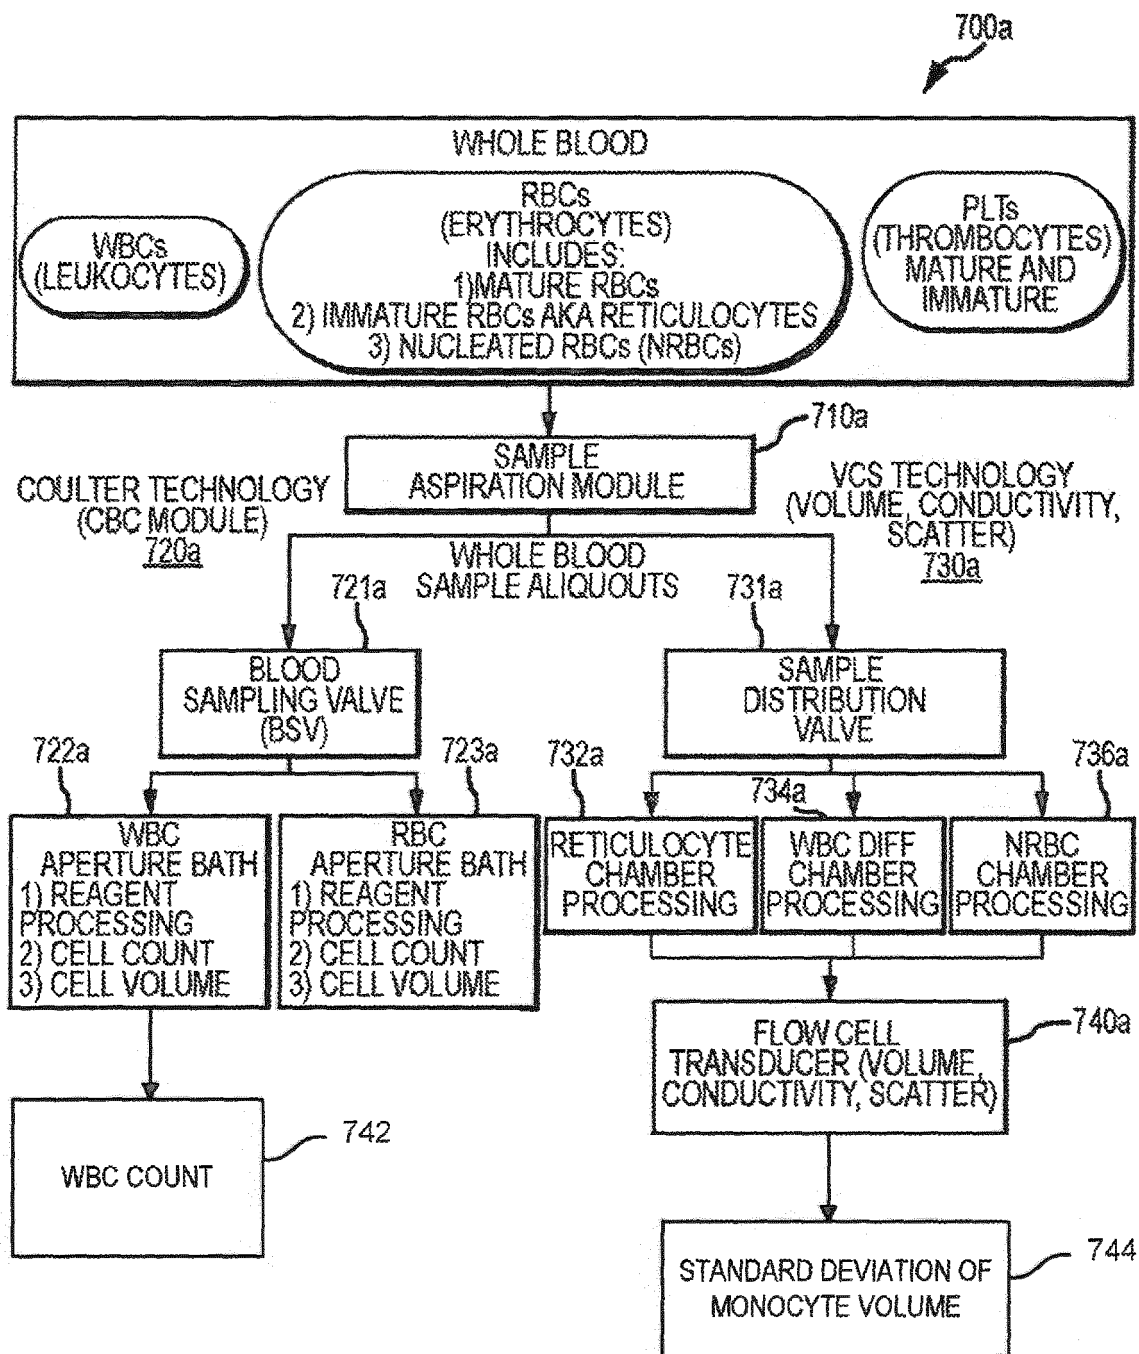 700a
WHOLE BLOOD
WBCs
(LEUKOCYTES)
RBCs
(ERYTHROCYTES)
INCLUDES:
1)MATURE RBCs
2) IMMATURE RBCs AKA RETICULOCYTES
3) NUCLEATED RBCs (NRBCs)
PLTs
(THROMBOCYTES)
MATURE AND
IMMATURE
710a
SAMPLE
ASPIRATION MODULE
COULTER TECHNOLOGY
(CBC MODULE)
720a
VCS TECHNOLOGY
(VOLUME, CONDUCTIVITY,
SCATTER)
730a
WHOLE BLOOD
SAMPLE ALIQUOUTS
721a
731a
BLOOD
SAMPLING VALVE
(BSV)
SAMPLE
DISTRIBUTION
VALVE
722a
723a
732a
734a
736a
WBC
APERTURE BATH
1) REAGENT
PROCESSING
2) CELL COUNT
3) CELL VOLUME
RBC
APERTURE BATH
1) REAGENT
PROCESSING
2) CELL COUNT
3) CELL VOLUME
RETICULOCYTE
CHAMBER
PROCESSING
WBC DIFF
CHAMBER
PROCESSING
NRBC
CHAMBER
PROCESSING
740a
FLOW CELL
TRANSDUCER (VOLUME,
CONDUCTIVITY, SCATTER)
742
WBC COUNT
744
STANDARD DEVIATION OF
MONOCYTE VOLUME